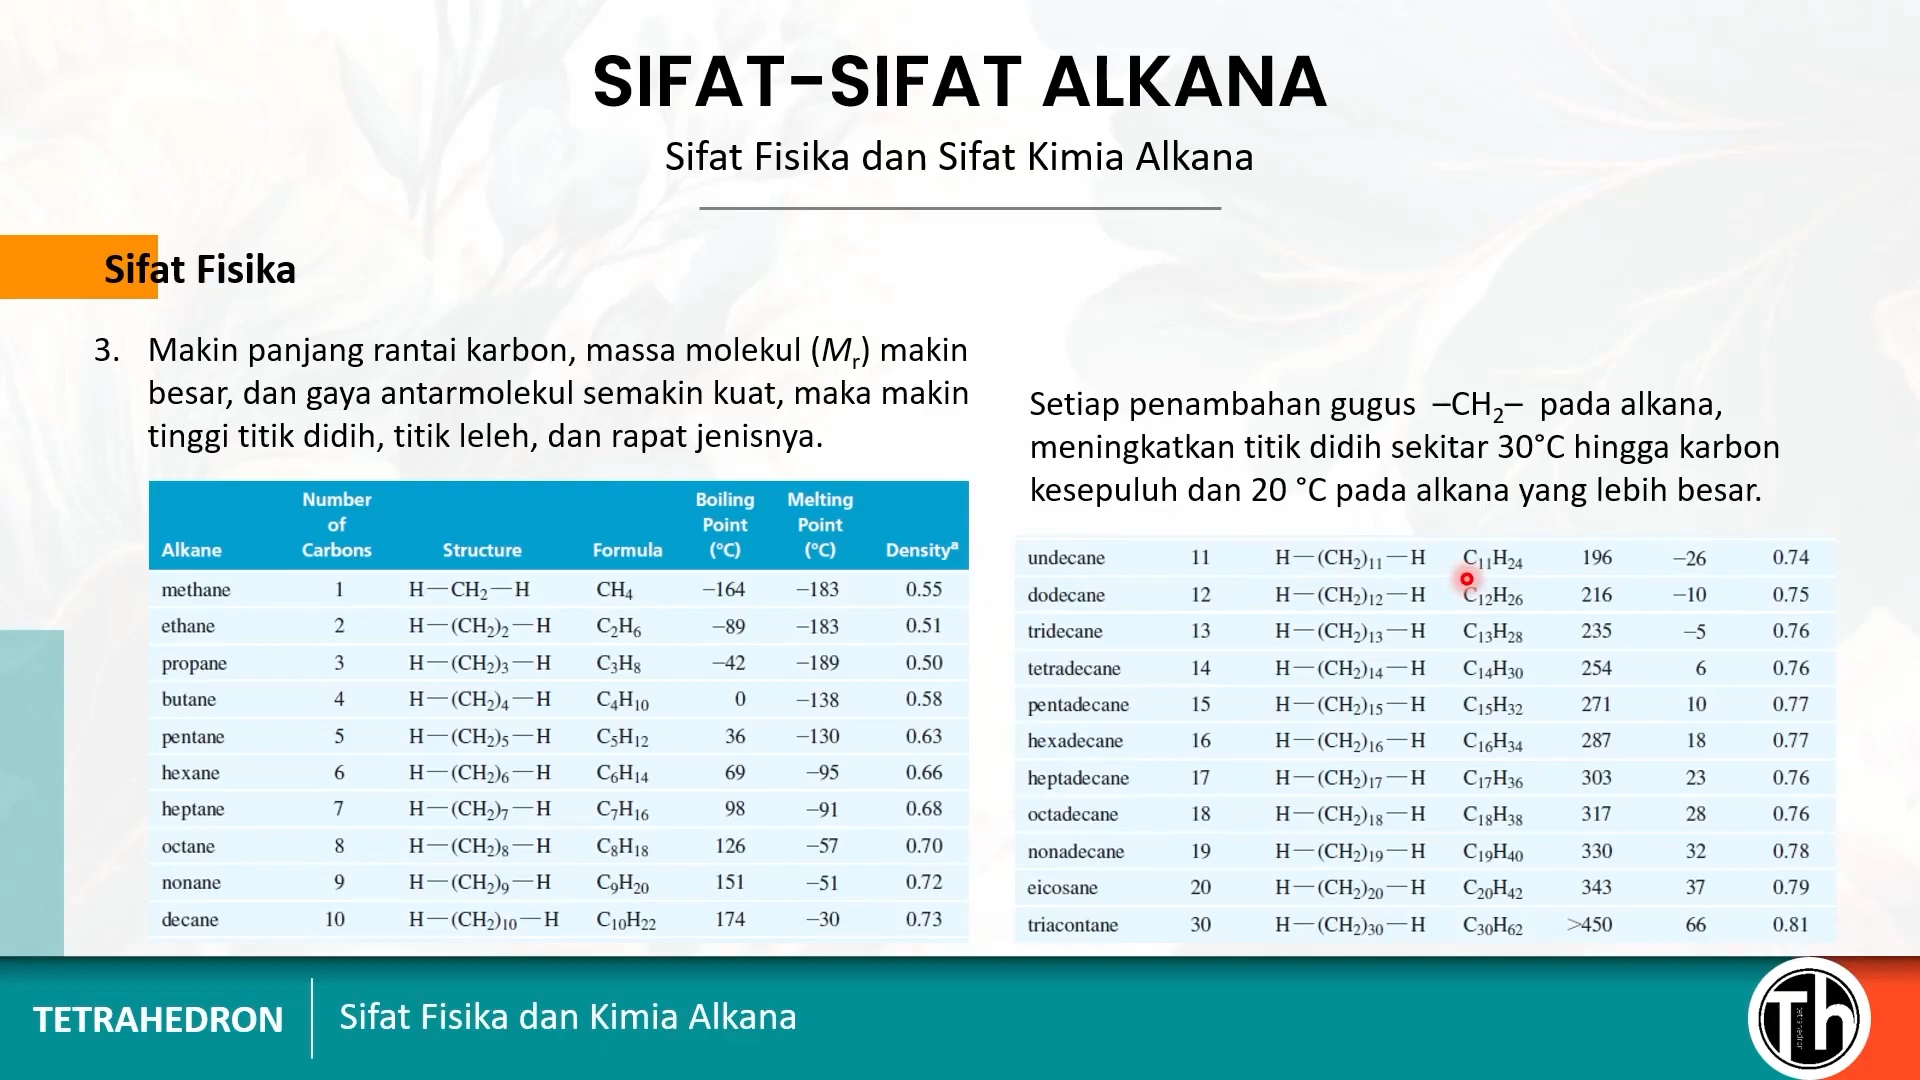 SIFAT-SIFAT ALKANA
Sifat Fisika dan Sifat Kimia Alkana
Sifat Fisika
3. Makin panjang rantai karbon, massa molekul (Mr) makin
besar, dan gaya antarmolekul semakin kuat, maka makin
tinggi titik didih, titik leleh, dan rapat jenisnya.
Alkane Number of Carbons Structure Formula Boiling Point (°C) Melting Point (°C) Densityᵃ
methane 1 H—CH₂—H CH₄ −164 −183 0.55
ethane 2 H—(CH₂)₂—H C₂H₆ −89 −183 0.51
propane 3 H—(CH₂)₃—H C₃H₈ −42 −189 0.50
butane 4 H—(CH₂)₄—H C₄H₁₀ 0 −138 0.58
pentane 5 H—(CH₂)₅—H C₅H₁₂ 36 −130 0.63
hexane 6 H—(CH₂)₆—H C₆H₁₄ 69 −95 0.66
heptane 7 H—(CH₂)₇—H C₇H₁₆ 98 −91 0.68
octane 8 H—(CH₂)₈—H C₈H₁₈ 126 −57 0.70
nonane 9 H—(CH₂)₉—H C₉H₂₀ 151 −51 0.72
decane 10 H—(CH₂)₁₀—H C₁₀H₂₂ 174 −30 0.73
Setiap penambahan gugus –CH₂– pada alkana,
meningkatkan titik didih sekitar 30°C hingga karbon
kesepuluh dan 20 °C pada alkana yang lebih besar.
undecane 11 H—(CH₂)₁₁—H C₁₁H₂₄ 196 −26 0.74
dodecane 12 H—(CH₂)₁₂—H C₁₂H₂₆ 216 −10 0.75
tridecane 13 H—(CH₂)₁₃—H C₁₃H₂₈ 235 −5 0.76
tetradecane 14 H—(CH₂)₁₄—H C₁₄H₃₀ 254 6 0.76
pentadecane 15 H—(CH₂)₁₅—H C₁₅H₃₂ 271 10 0.77
hexadecane 16 H—(CH₂)₁₆—H C₁₆H₃₄ 287 18 0.77
heptadecane 17 H—(CH₂)₁₇—H C₁₇H₃₆ 303 23 0.76
octadecane 18 H—(CH₂)₁₈—H C₁₈H₃₈ 317 28 0.76
nonadecane 19 H—(CH₂)₁₉—H C₁₉H₄₀ 330 32 0.78
eicosane 20 H—(CH₂)₂₀—H C₂₀H₄₂ 343 37 0.79
triacontane 30 H—(CH₂)₃₀—H C₃₀H₆₂ >450 66 0.81
TETRAHEDRON
Sifat Fisika dan Kimia Alkana
Th